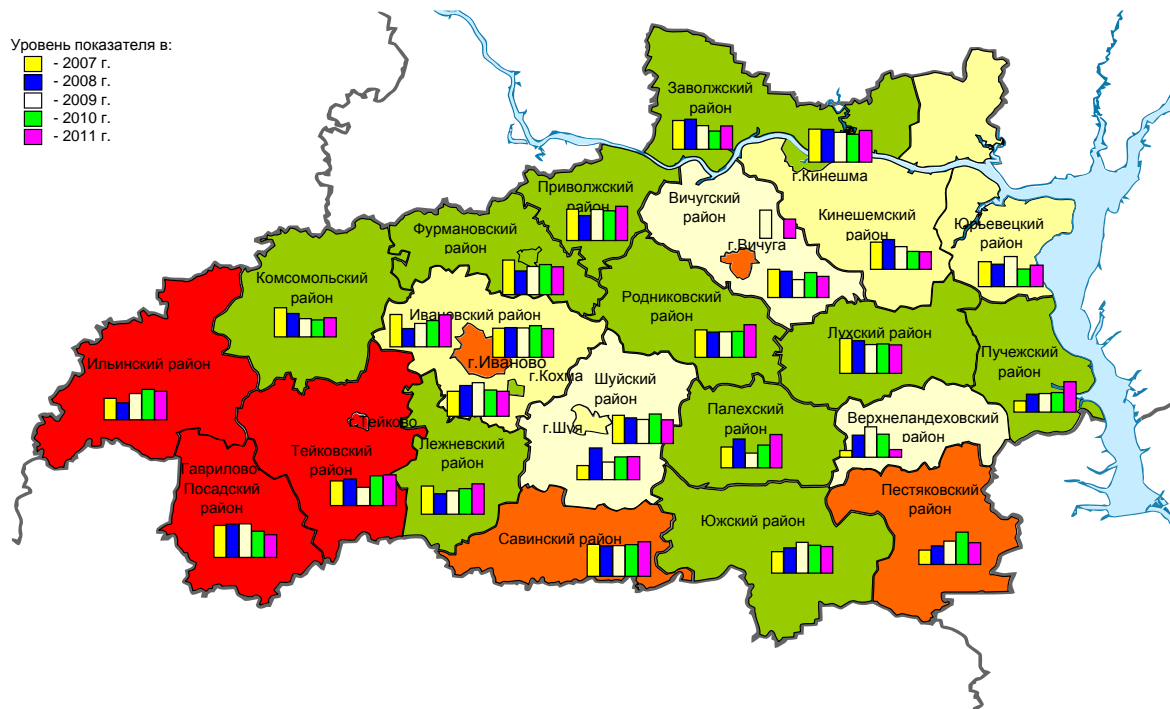 Уровень показателя в:
- 2007 г.
- 2008 г.
- 2009 г.
- 2010 г.
- 2011 г.
Заволжский
район
г.Кинешма
Приволжский
район
Вичугский
район
г.Вичуга
Кинешемский
район
Юрьевецкий
район
Фурмановский
район
Комсомольский
район
Родниковский
район
Ивановский район
г.Иваново
г.Кохма
Лухский район
Пучежский
район
Ильинский район
Шуйский
район
г.Шуя
Палехский
район
Верхнеландеховский
район
г.Тейково
Тейковский
район
Лежневский
район
Гаврилово-
Посадский
район
Савинский район
Южский район
Пестяковский
район